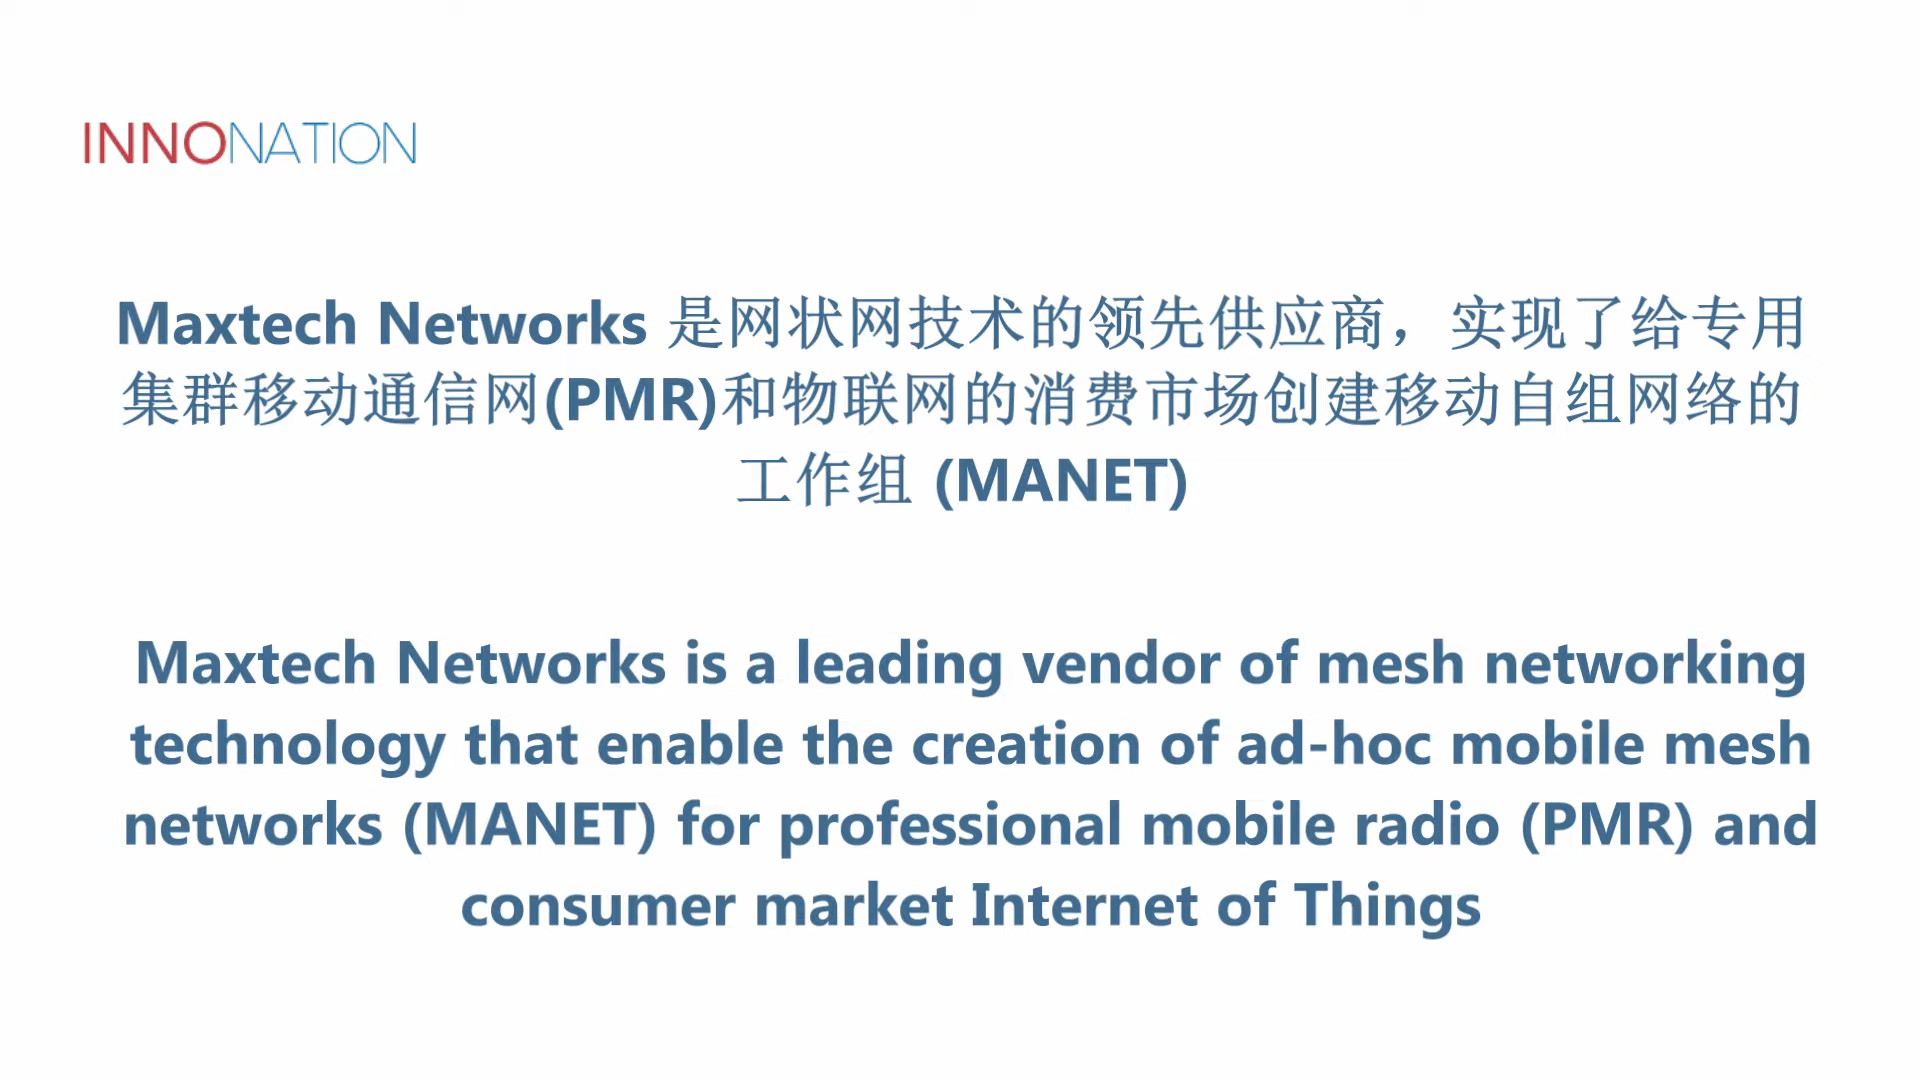 INNONATION
Maxtech Networks 是网状网技术的领先供应商，实现了给专用
集群移动通信网(PMR)和物联网的消费市场创建移动自组网络的
工作组 (MANET)
Maxtech Networks is a leading vendor of mesh networking
technology that enable the creation of ad-hoc mobile mesh
networks (MANET) for professional mobile radio (PMR) and
consumer market Internet of Things